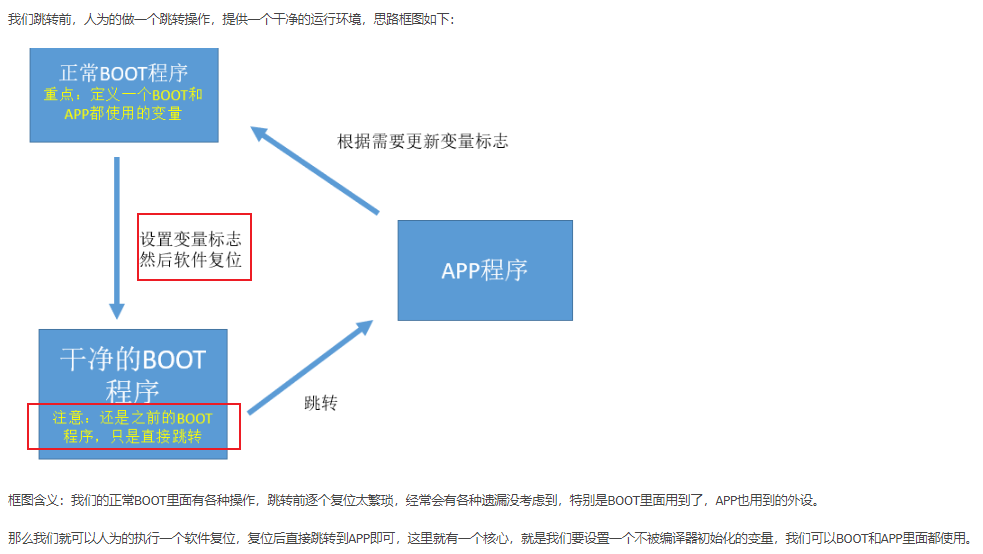 我们跳转前，人为的做一个跳转操作，提供一个干净的运行环境，思路框图如下：
正常BOOT程序
重点：定义一个BOOT和
APP都使用的变量
根据需要更新变量标志
设置变量标志
然后软件复位
APP程序
干净的BOOT
程序
注意：还是之前的BOOT
程序，只是直接跳转
跳转
框图含义：我们的正常BOOT里面有各种操作，跳转前逐个复位太繁琐，经常会有各种遗漏没考虑到，特别是BOOT里面用到了，APP也用到的外设。
那么我们就可以人为的执行一个软件复位，复位后直接跳转到APP即可，这里就有一个核心，就是我们要设置一个不被编译器初始化的变量，我们可以BOOT和APP里面都使用。